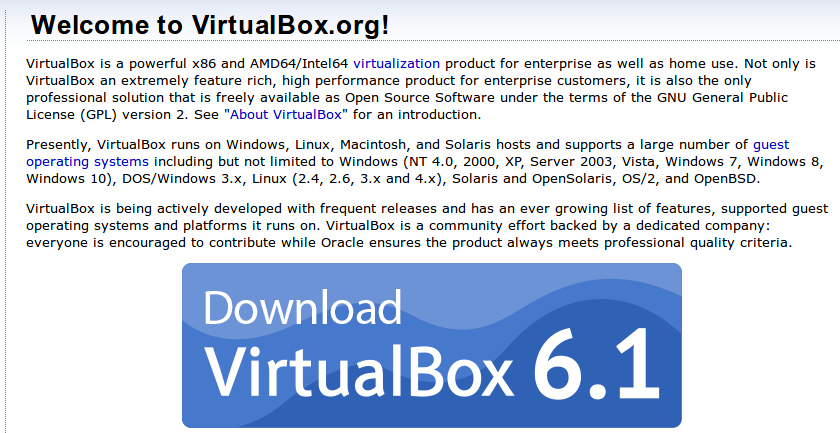 Welcome to VirtualBox.org!
VirtualBox is a powerful x86 and AMD64/Intel64 virtualization product for enterprise as well as home use. Not only is
VirtualBox an extremely feature rich, high performance product for enterprise customers, it is also the only
professional solution that is freely available as Open Source Software under the terms of the GNU General Public
License (GPL) version 2. See "About VirtualBox" for an introduction.
Presently, VirtualBox runs on Windows, Linux, Macintosh, and Solaris hosts and supports a large number of guest
operating systems including but not limited to Windows (NT 4.0, 2000, XP, Server 2003, Vista, Windows 7, Windows 8,
Windows 10), DOS/Windows 3.x, Linux (2.4, 2.6, 3.x and 4.x), Solaris and OpenSolaris, OS/2, and OpenBSD.
VirtualBox is being actively developed with frequent releases and has an ever growing list of features, supported guest
operating systems and platforms it runs on. VirtualBox is a community effort backed by a dedicated company:
everyone is encouraged to contribute while Oracle ensures the product always meets professional quality criteria.
Download
VirtualBox 6.1